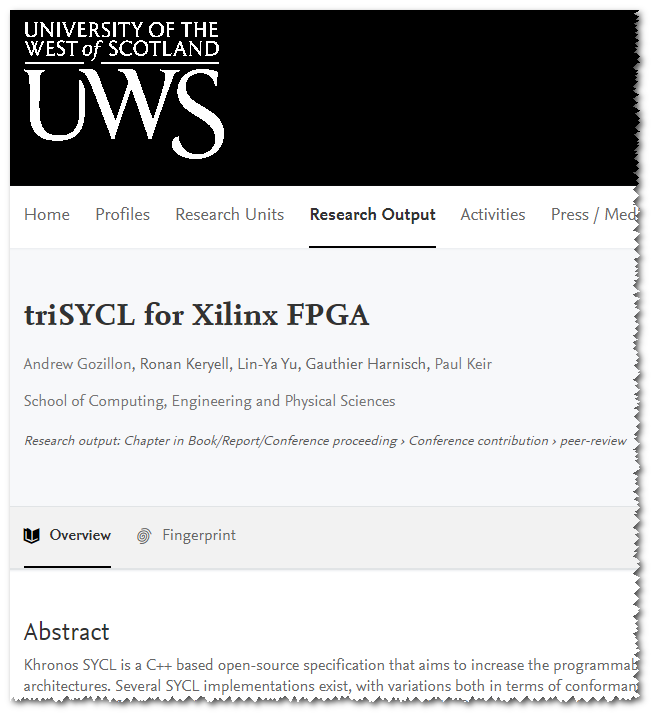 UNIVERSITY OF THE
WEST of SCOTLAND
UWS
Home Profiles Research Units Research Output Activities Press / Med
triSYCL for Xilinx FPGA
Andrew Gozillon, Ronan Keryell, Lin-Ya Yu, Gauthier Harnisch, Paul Keir
School of Computing, Engineering and Physical Sciences
Research output: Chapter in Book/Report/Conference proceeding › Conference contribution › peer-review
Overview Fingerprint
Abstract
Khronos SYCL is a C++ based open-source specification that aims to increase the programmab
architectures. Several SYCL implementations exist, with variations both in terms of conforman